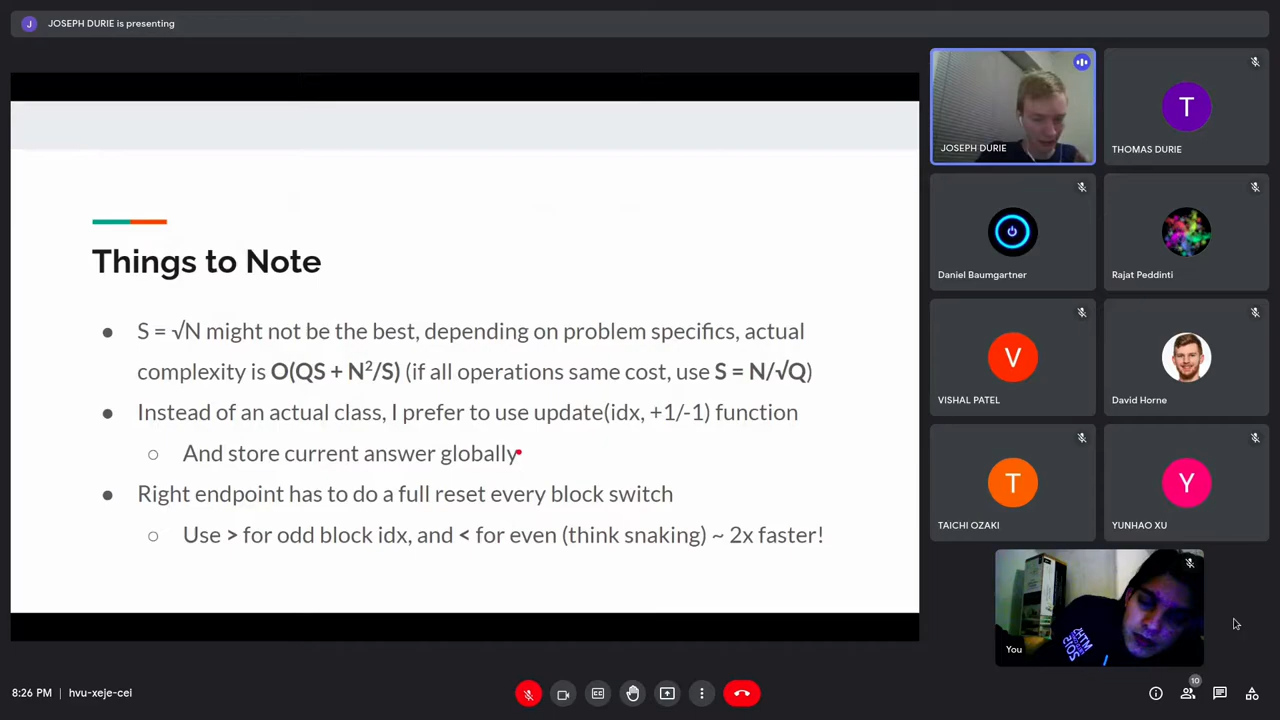 J JOSEPH DURIE is presenting
Things to Note
● S = √N might not be the best, depending on problem specifics, actual
complexity is O(QS + N²/S) (if all operations same cost, use S = N/√Q)
● Instead of an actual class, I prefer to use update(idx, +1/-1) function
○ And store current answer globally
● Right endpoint has to do a full reset every block switch
○ Use > for odd block idx, and < for even (think snaking) ~ 2x faster!
JOSEPH DURIE
T
THOMAS DURIE
Daniel Baumgartner
Rajat Peddinti
V
VISHAL PATEL
David Horne
T
TAICHI OZAKI
Y
YUNHAO XU
You
8:26 PM | hvu-xeje-cei
CC
10